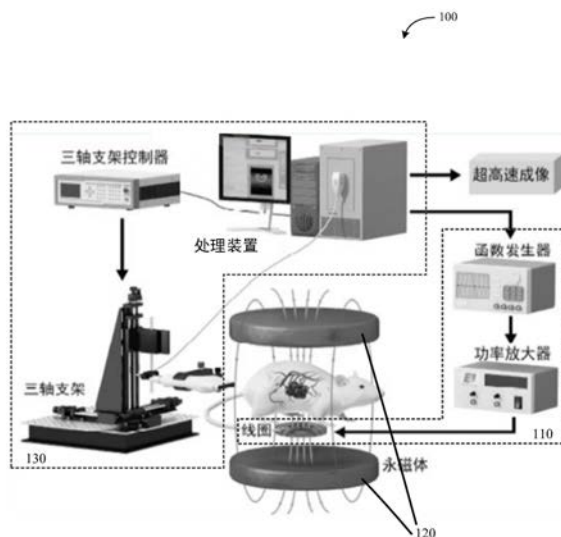 100
三轴支架控制器
处理装置
超高速成像
函数发生器
功率放大器
三轴支架
线圈
110
永磁体
130
120